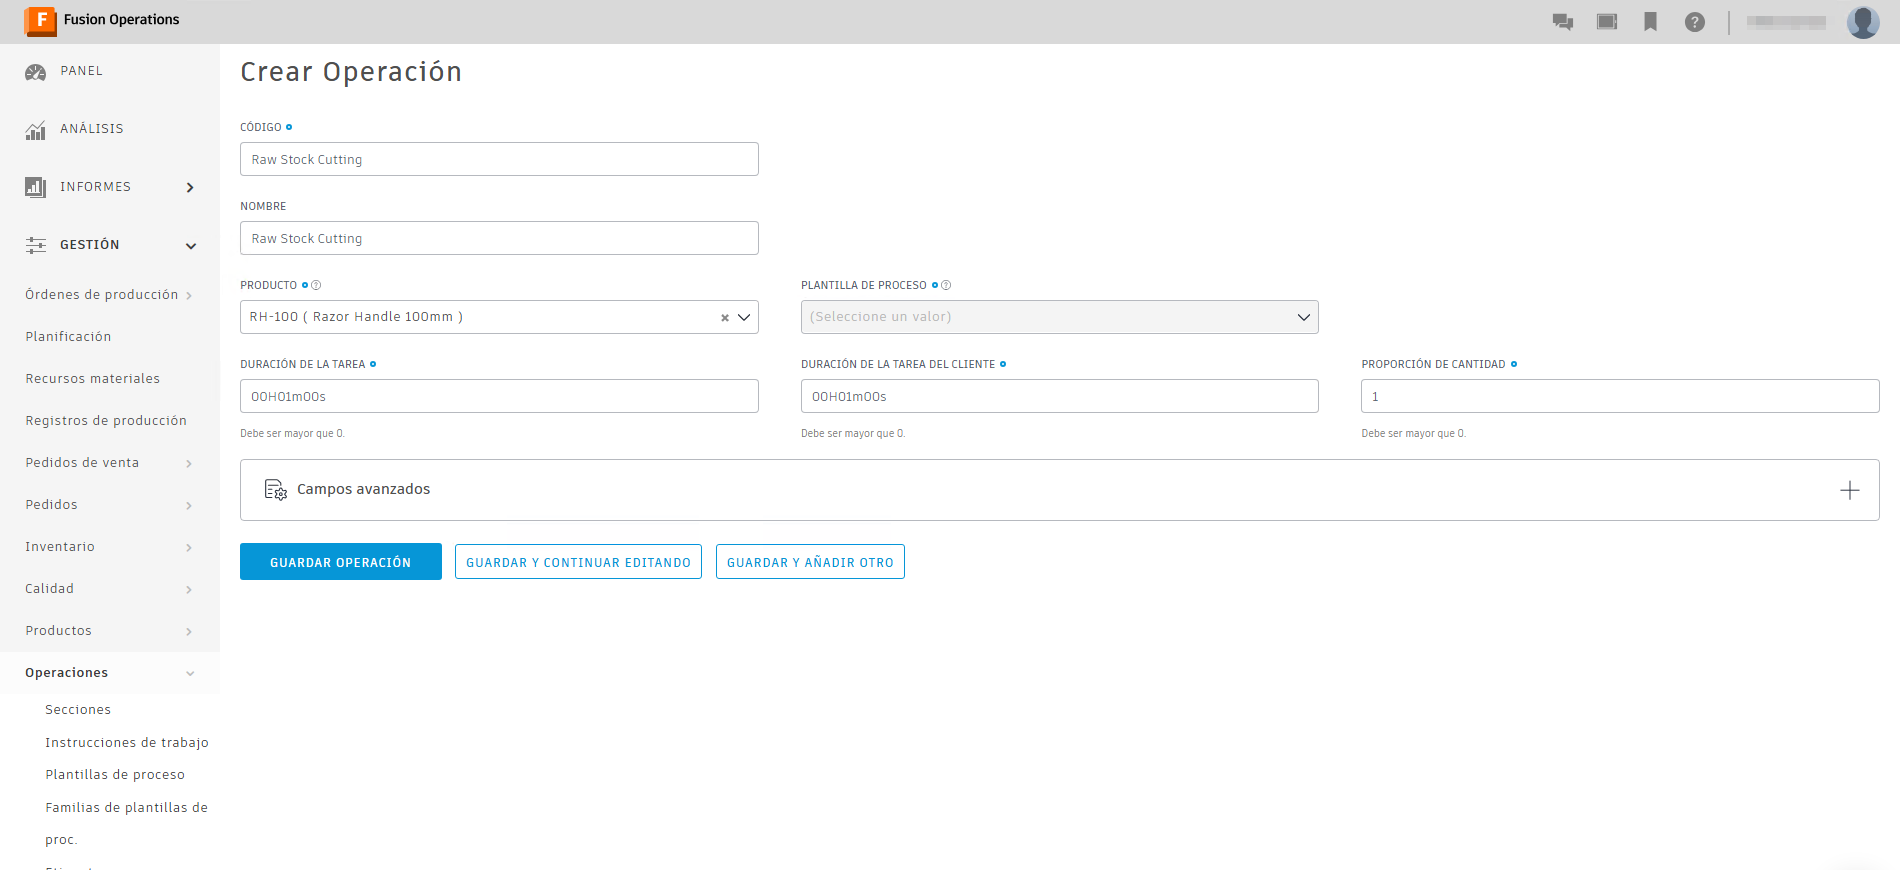 Fusion Operations
PANEL
ANÁLISIS
INFORMES
GESTIÓN
Órdenes de producción
Planificación
Recursos materiales
Registros de producción
Pedidos de venta
Pedidos
Inventario
Calidad
Productos
Operaciones
Secciones
Instrucciones de trabajo
Plantillas de proceso
Familias de plantillas de
proc.
Crear Operación
CÓDIGO
Raw Stock Cutting
NOMBRE
Raw Stock Cutting
PRODUCTO
RH-100 ( Razor Handle 100mm )
PLANTILLA DE PROCESO
(Seleccione un valor)
DURACIÓN DE LA TAREA
00H01m00s
Debe ser mayor que 0.
DURACIÓN DE LA TAREA DEL CLIENTE
00H01m00s
Debe ser mayor que 0.
PROPORCIÓN DE CANTIDAD
1
Debe ser mayor que 0.
Campos avanzados
GUARDAR OPERACIÓN
GUARDAR Y CONTINUAR EDITANDO
GUARDAR Y AÑADIR OTRO